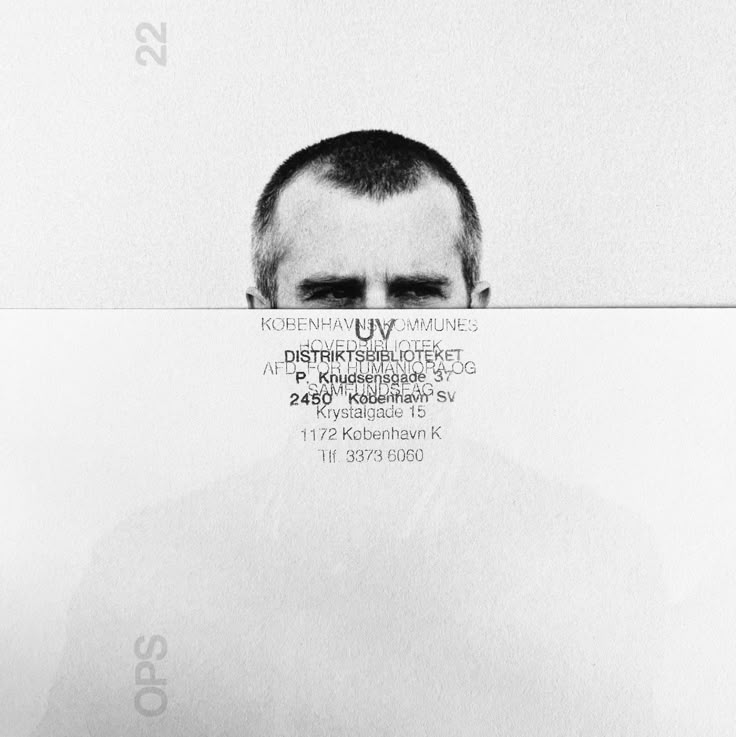 22
KØBENHAVNS KOMMUNES
UV
HOVEDBIBLIOTEK
DISTRIKTSBIBLIOTEKET
AFD. FOR HUMANIORA OG
P. Knudsensgade 37
SAMFUNDSFAG
2450 København SV
Krystalgade 15
1172 København K
Tlf. 3373 6060
OPS